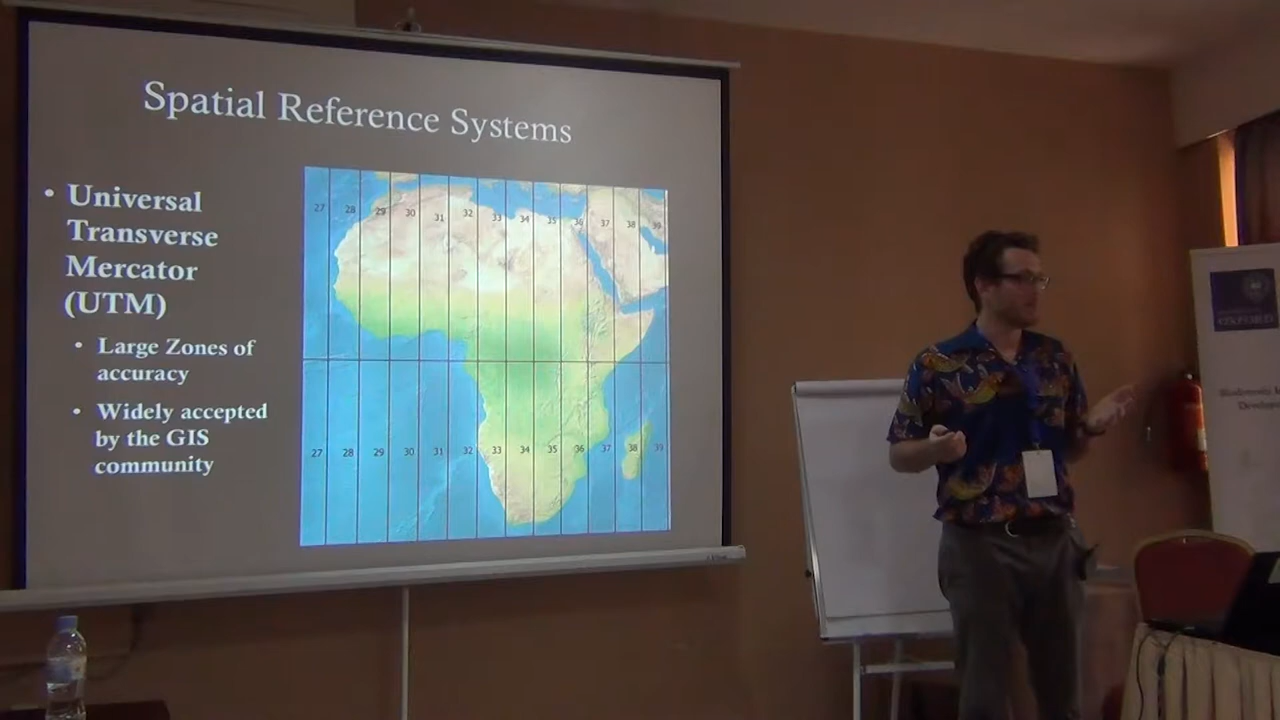 Spatial Reference Systems
• Universal
Transverse
Mercator
(UTM)
• Large Zones of
accuracy
• Widely accepted
by the GIS
community
27 28 29 30 31 32 33 34 35 36 37 38 39
27 28 29 30 31 32 33 34 35 36 37 38 39
OXFORD
Biodiversity